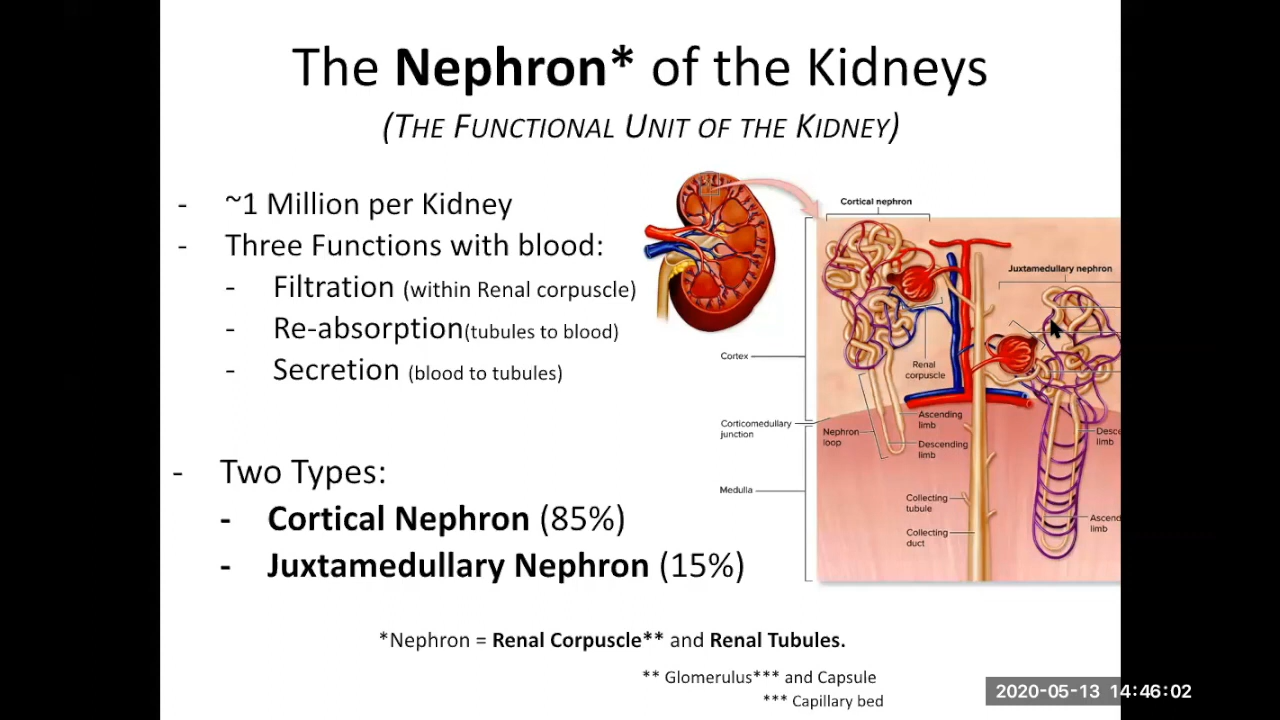 The Nephron* of the Kidneys
(THE FUNCTIONAL UNIT OF THE KIDNEY)
- ~1 Million per Kidney
- Three Functions with blood:
- Filtration (within Renal corpuscle)
- Re-absorption(tubules to blood)
- Secretion (blood to tubules)
- Two Types:
- Cortical Nephron (85%)
- Juxtamedullary Nephron (15%)
Cortical nephron
Juxtamedullary nephron
Cortex
Renal
corpuscle
Corticomedullary
junction
Nephron
loop
Ascending
limb
Descending
limb
Desce
limb
Medulla
Collecting
tubule
Collecting
duct
Ascend
limb
*Nephron = Renal Corpuscle** and Renal Tubules.
** Glomerulus*** and Capsule
*** Capillary bed
2020-05-13 14:46:02